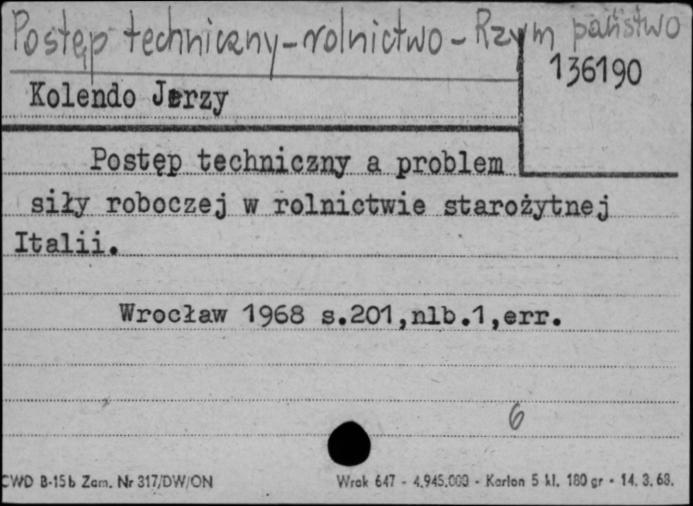 Postęp techniczny - rolnictwo - Rzym państwo
136190
Kolendo Jerzy
Postęp techniczny a problem
siły roboczej w rolnictwie starożytnej
Italii.
Wrocław 1968 s.201,nlb.1,err.
6
CWD B-15b Zam. Nr 317/DW/ON
Wrak 647 - 4.945.000 - Karton 5 kl. 180 gr - 14. 3. 68.